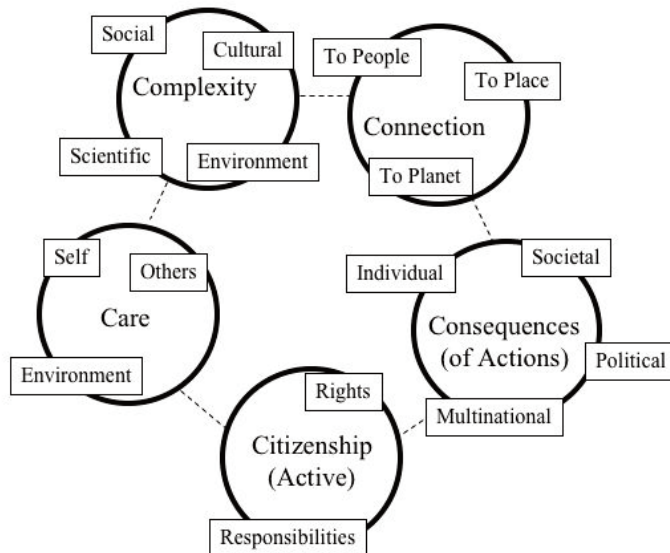 Social
Cultural
Complexity
Scientific
Environment
To People
To Place
Connection
To Planet
Self
Others
Care
Environment
Individual
Societal
Consequences
(of Actions)
Political
Multinational
Rights
Citizenship
(Active)
Responsibilities